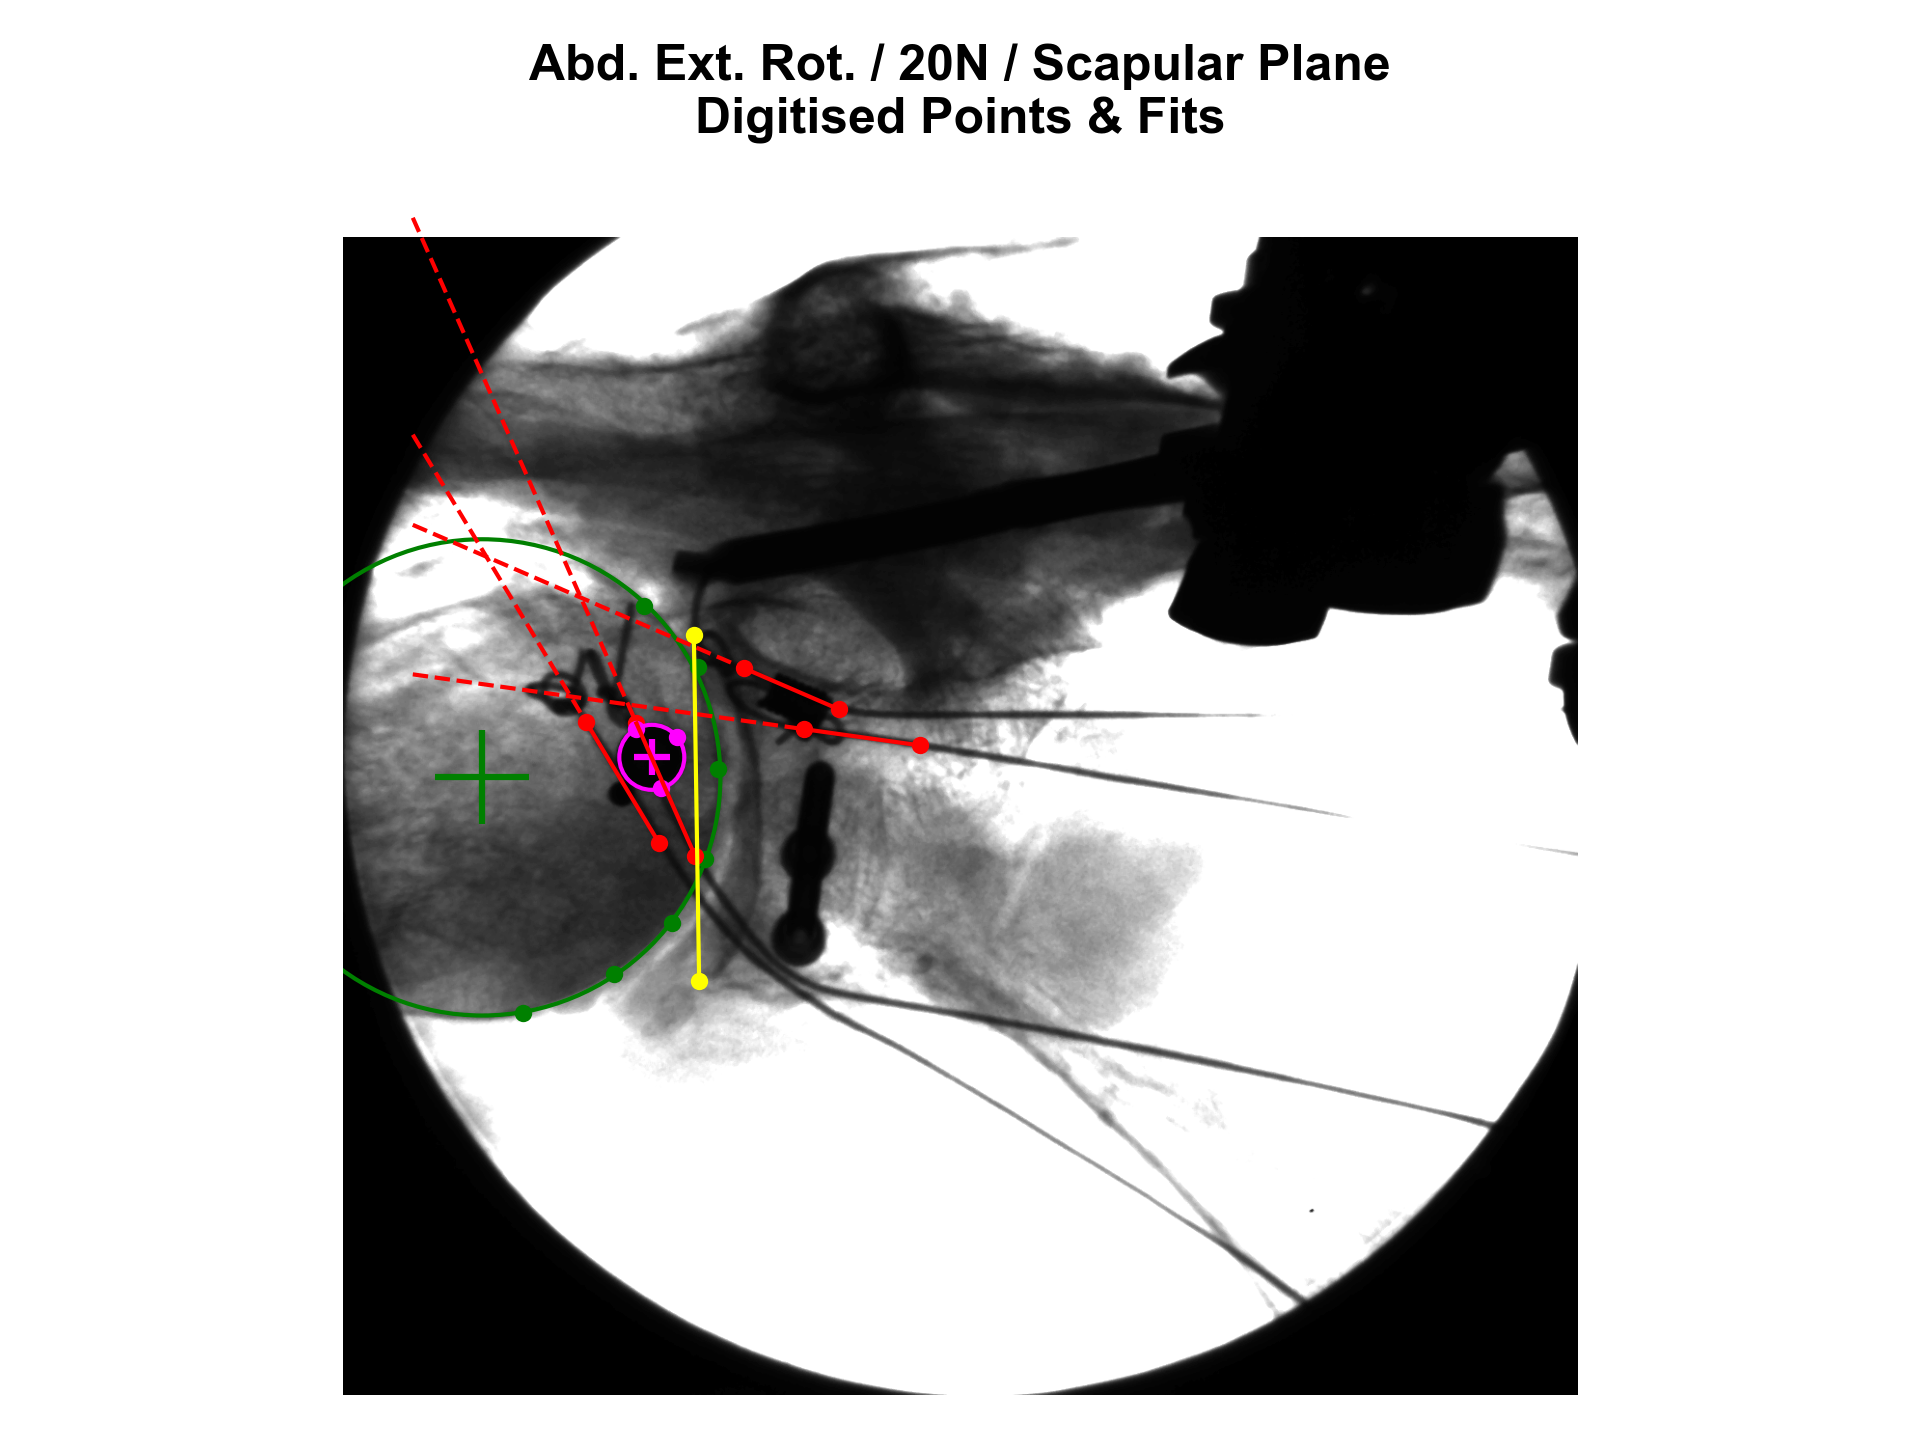 Abd. Ext. Rot. / 20N / Scapular Plane
Digitised Points & Fits